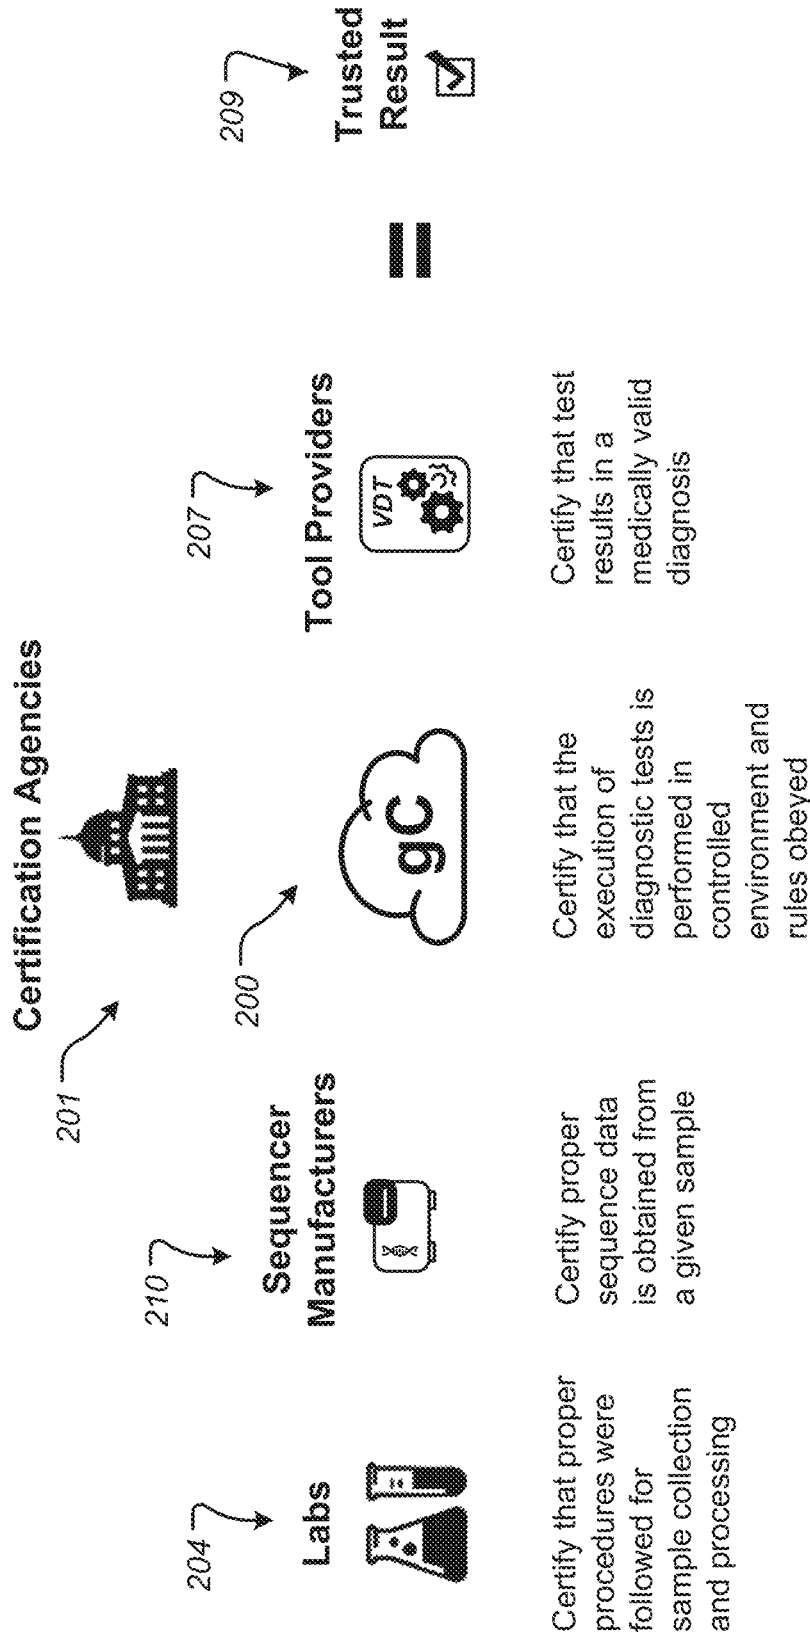 Certification Agencies
201
204
Labs
Certify that proper
procedures were
followed for
sample collection
and processing
210
Sequencer
Manufacturers
Certify proper
sequence data
is obtained from
a given sample
200
gC
Certify that the
execution of
diagnostic tests is
performed in
controlled
environment and
rules obeyed
207
Tool Providers
VDT
Certify that test
results in a
medically valid
diagnosis
=
209
Trusted
Result